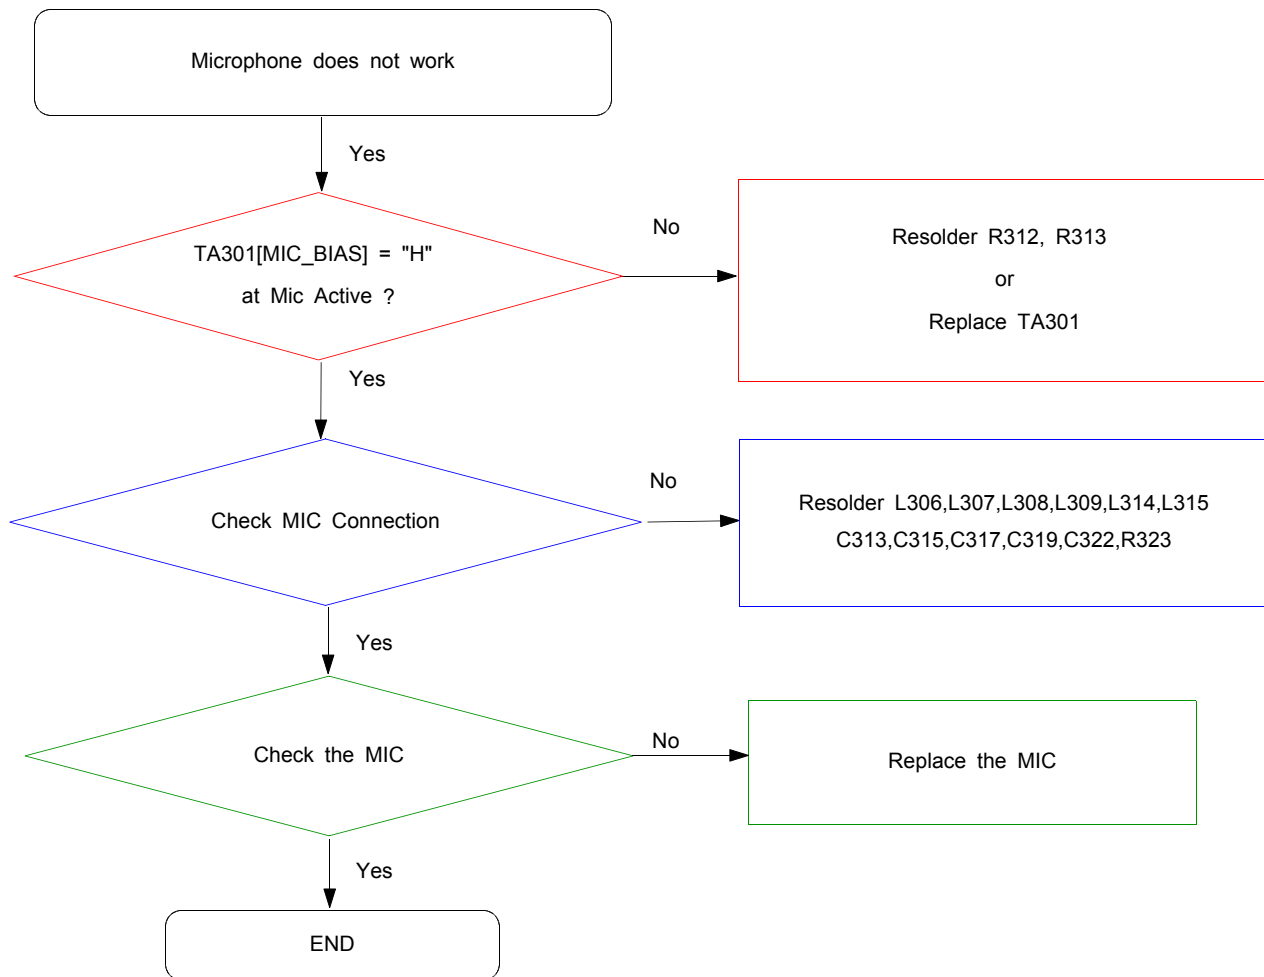 Microphone does not work
Yes
TA301[MIC_BIAS] = "H"
at Mic Active ?
No
Resolder R312, R313
or
Replace TA301
Yes
Check MIC Connection
No
Resolder L306,L307,L308,L309,L314,L315
C313,C315,C317,C319,C322,R323
Yes
Check the MIC
No
Replace the MIC
Yes
END